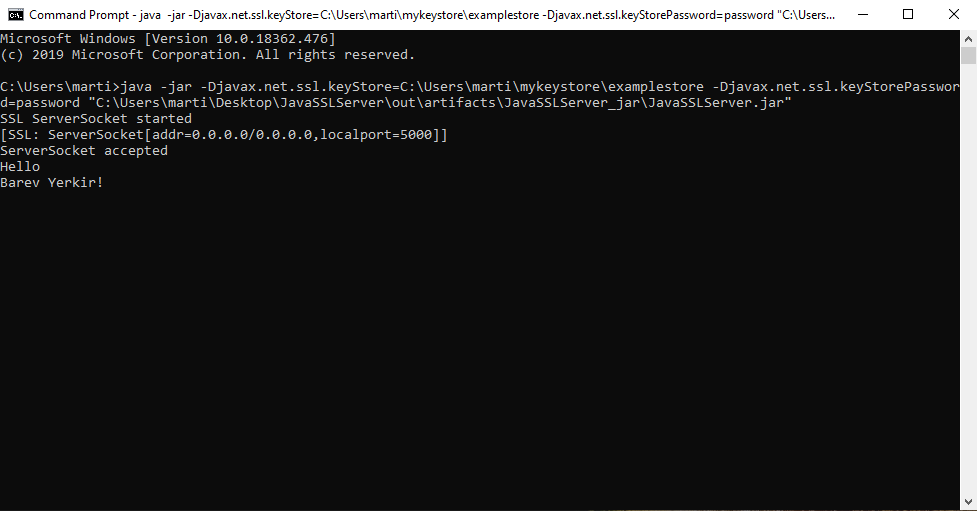 Command Prompt - java -jar -Djavax.net.ssl.keyStore=C:\Users\marti\mykeystore\examplestore -Djavax.net.ssl.keyStorePassword=password "C:\Users...
Microsoft Windows [Version 10.0.18362.476]
(c) 2019 Microsoft Corporation. All rights reserved.
C:\Users\marti>java -jar -Djavax.net.ssl.keyStore=C:\Users\marti\mykeystore\examplestore -Djavax.net.ssl.keyStorePasswor
d=password "C:\Users\marti\Desktop\JavaSSLServer\out\artifacts\JavaSSLServer_jar\JavaSSLServer.jar"
SSL ServerSocket started
[SSL: ServerSocket[addr=0.0.0.0/0.0.0.0,localport=5000]]
ServerSocket accepted
Hello
Barev Yerkir!